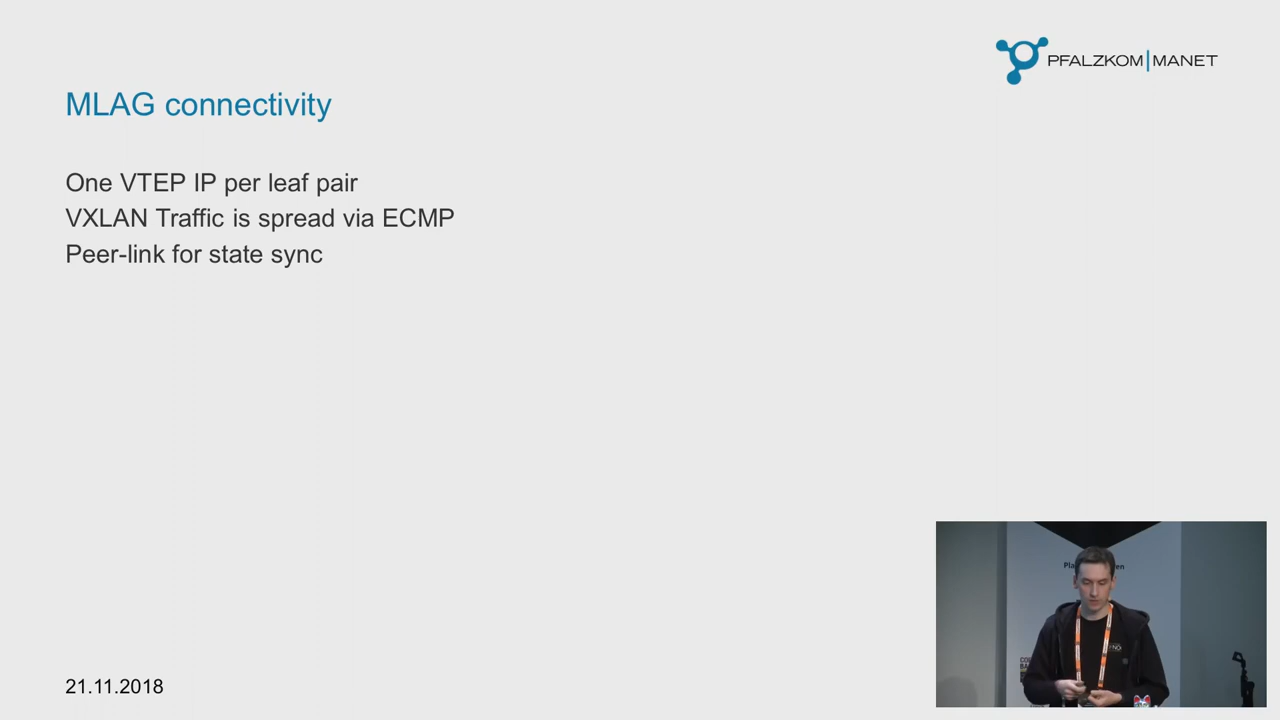 PFALZKOM|MANET
MLAG connectivity
One VTEP IP per leaf pair
VXLAN Traffic is spread via ECMP
Peer-link for state sync
21.11.2018